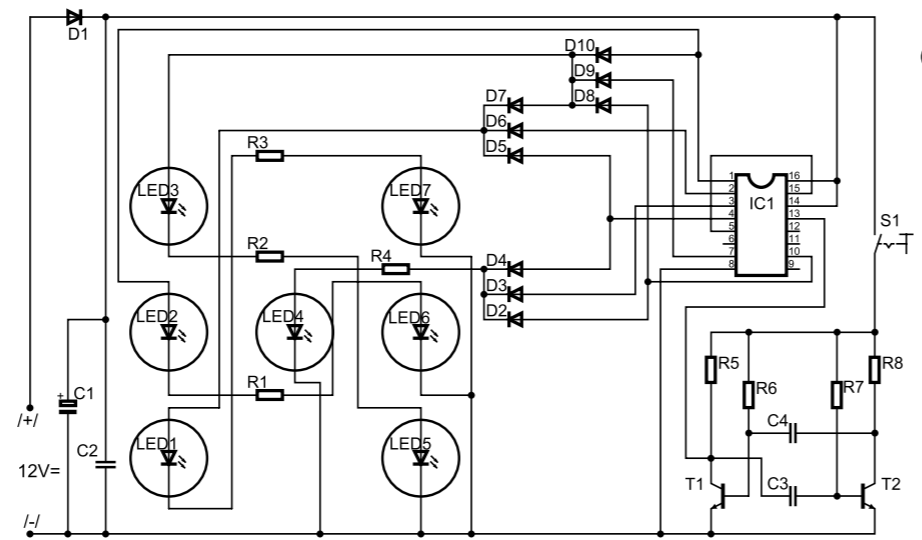 D1
D10
D9
D8
D7
D6
D5
R3
LED3
LED7
1 16
2 15
3 14
4 13
5 12
6 11
7 10
8 9
IC1
S1
R2
R4
D4
D3
D2
LED2
LED4
LED6
R1
C1
+
/+/
R5
R6
R7
R8
C4
C2
LED1
LED5
12V=
T1
C3
T2
/-/